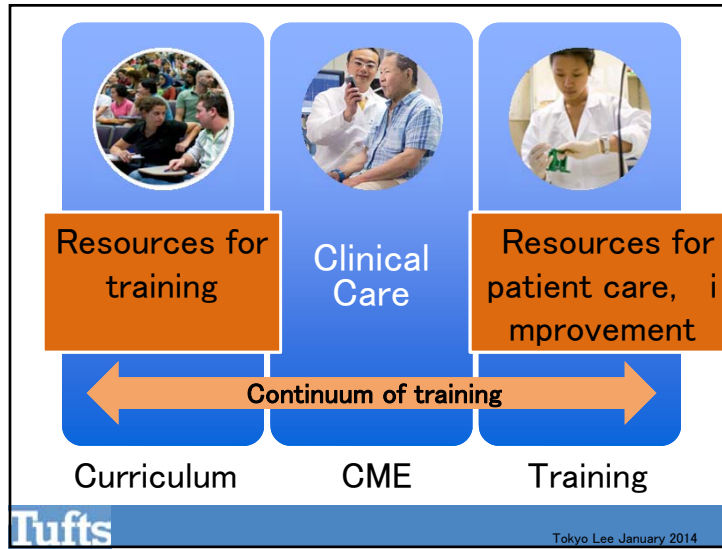 Resources for
training
Clinical
Care
Resources for
patient care, i
mprovement
Continuum of training
Curriculum
CME
Training
Tufts
Tokyo Lee January 2014